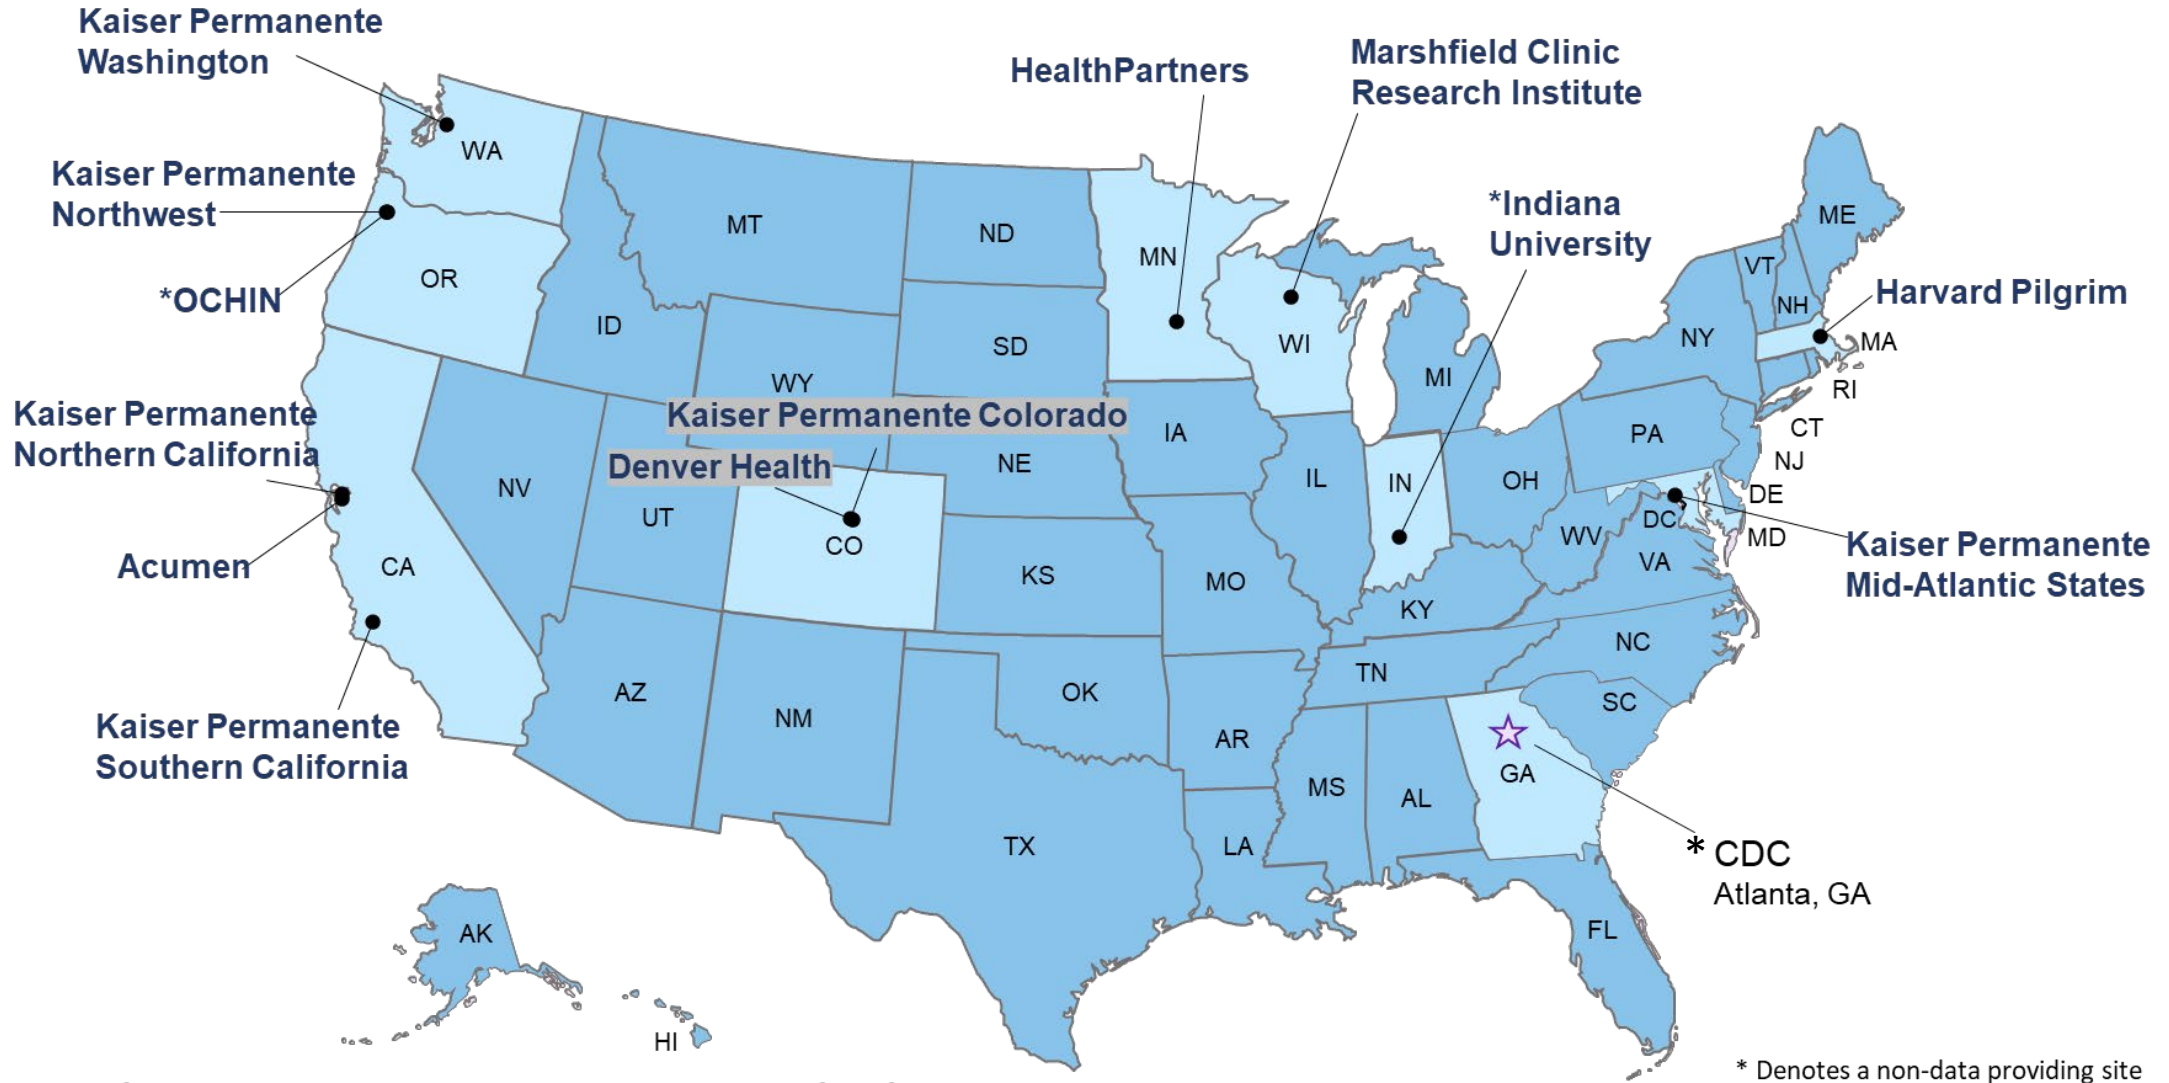 Kaiser Permanente
Washington
HealthPartners
Marshfield Clinic
Research Institute
WA
Kaiser Permanente
Northwest
*Indiana
University
MT
ND
MN
ME
VT
OR
*OCHIN
Harvard Pilgrim
NH
ID
SD
WI
NY
MA
WY
MI
RI
Kaiser Permanente
Northern California
Kaiser Permanente Colorado
IA
PA
CT
Denver Health
NE
NV
IL
IN
OH
NJ
DE
UT
CO
DC
MD
WV
VA
Kaiser Permanente
Mid-Atlantic States
Acumen
CA
KS
MO
KY
NC
TN
Kaiser Permanente
Southern California
AZ
NM
OK
SC
AR
GA
MS
AL
TX
LA
* CDC
Atlanta, GA
AK
FL
HI
* Denotes a non-data providing site